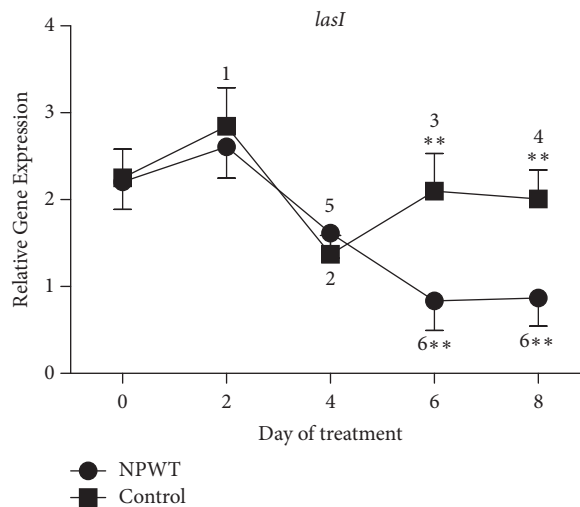 lasI
4
3
2
1
0
Relative Gene Expression
1
5
2
3
**
4
**
6**
6**
0 2 4 6 8
Day of treatment
NPWT
Control